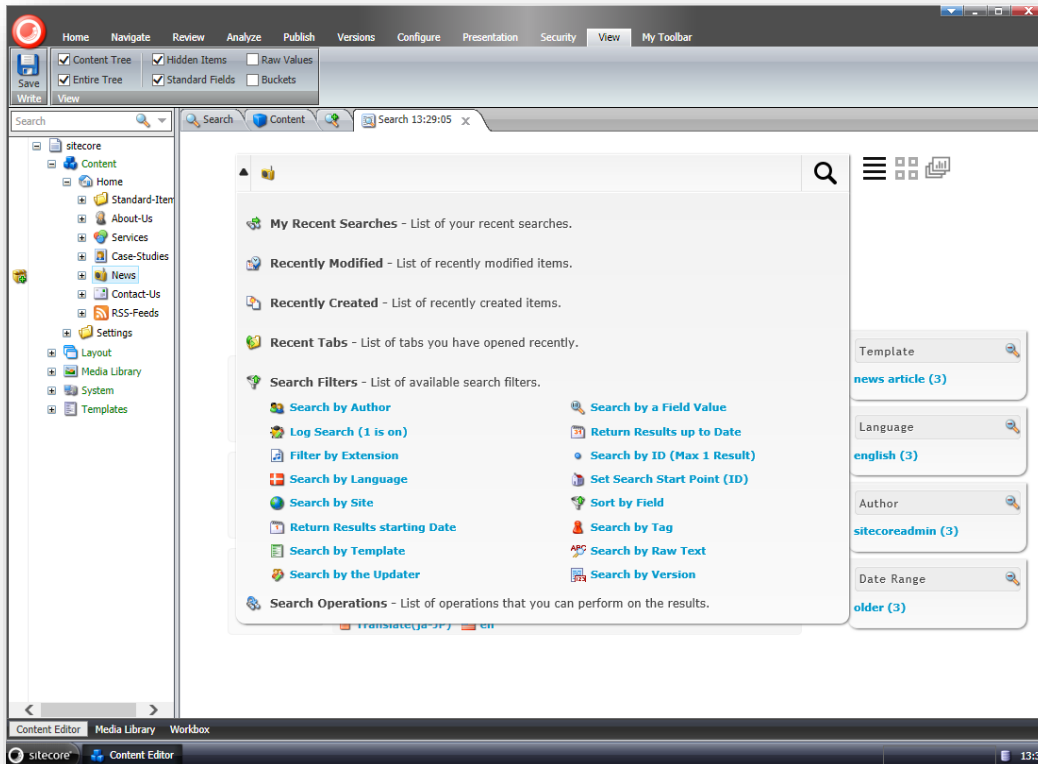 Home Navigate Review Analyze Publish Versions Configure Presentation Security View My Toolbar
Content Tree Hidden Items Raw Values
Save Entire Tree Standard Fields Buckets
Write View
Search Search Content Search 13:29:05
sitecore
Content
Home
Standard-Item
About-Us
Services
Case-Studies
News
Contact-Us
RSS-Feeds
Settings
Layout
Media Library
System
Templates
My Recent Searches - List of your recent searches.
Recently Modified - List of recently modified items.
Recently Created - List of recently created items.
Recent Tabs - List of tabs you have opened recently.
Search Filters - List of available search filters.
Search by Author Search by a Field Value
Log Search (1 is on) Return Results up to Date
Filter by Extension Search by ID (Max 1 Result)
Search by Language Set Search Start Point (ID)
Search by Site Sort by Field
Return Results starting Date Search by Tag
Search by Template Search by Raw Text
Search by the Updater Search by Version
Search Operations - List of operations that you can perform on the results.
Translate(ja-JP) en
Template
news article (3)
Language
english (3)
Author
sitecoreadmin (3)
Date Range
older (3)
Content Editor Media Library Workbox
sitecore Content Editor